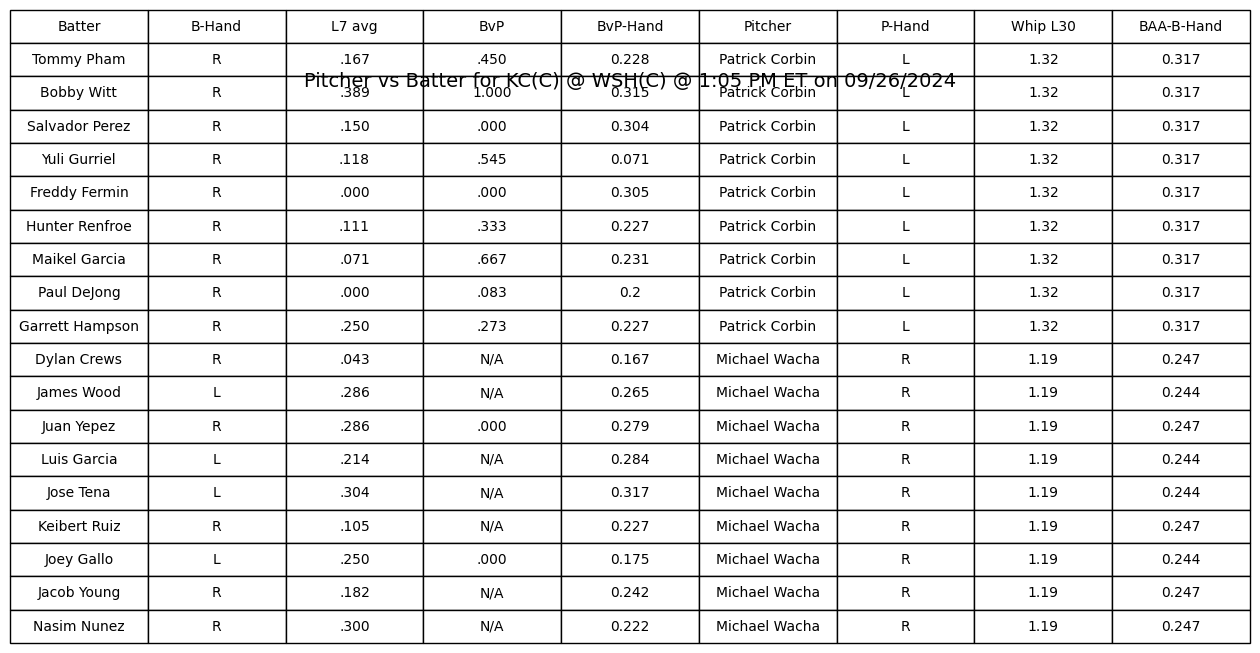 Batter B-Hand L7 avg BvP BvP-Hand Pitcher P-Hand Whip L30 BAA-B-Hand
Tommy Pham R .167 .450 0.228 Patrick Corbin L 1.32 0.317
Pitcher vs Batter for KC(C) @ WSH(C) @ 1:05 PM ET on 09/26/2024
Bobby Witt R .389 1.000 0.315 Patrick Corbin L 1.32 0.317
Salvador Perez R .150 .000 0.304 Patrick Corbin L 1.32 0.317
Yuli Gurriel R .118 .545 0.071 Patrick Corbin L 1.32 0.317
Freddy Fermin R .000 .000 0.305 Patrick Corbin L 1.32 0.317
Hunter Renfroe R .111 .333 0.227 Patrick Corbin L 1.32 0.317
Maikel Garcia R .071 .667 0.231 Patrick Corbin L 1.32 0.317
Paul DeJong R .000 .083 0.2 Patrick Corbin L 1.32 0.317
Garrett Hampson R .250 .273 0.227 Patrick Corbin L 1.32 0.317
Dylan Crews R .043 N/A 0.167 Michael Wacha R 1.19 0.247
James Wood L .286 N/A 0.265 Michael Wacha R 1.19 0.244
Juan Yepez R .286 .000 0.279 Michael Wacha R 1.19 0.247
Luis Garcia L .214 N/A 0.284 Michael Wacha R 1.19 0.244
Jose Tena L .304 N/A 0.317 Michael Wacha R 1.19 0.244
Keibert Ruiz R .105 N/A 0.227 Michael Wacha R 1.19 0.247
Joey Gallo L .250 .000 0.175 Michael Wacha R 1.19 0.244
Jacob Young R .182 N/A 0.242 Michael Wacha R 1.19 0.247
Nasim Nunez R .300 N/A 0.222 Michael Wacha R 1.19 0.247